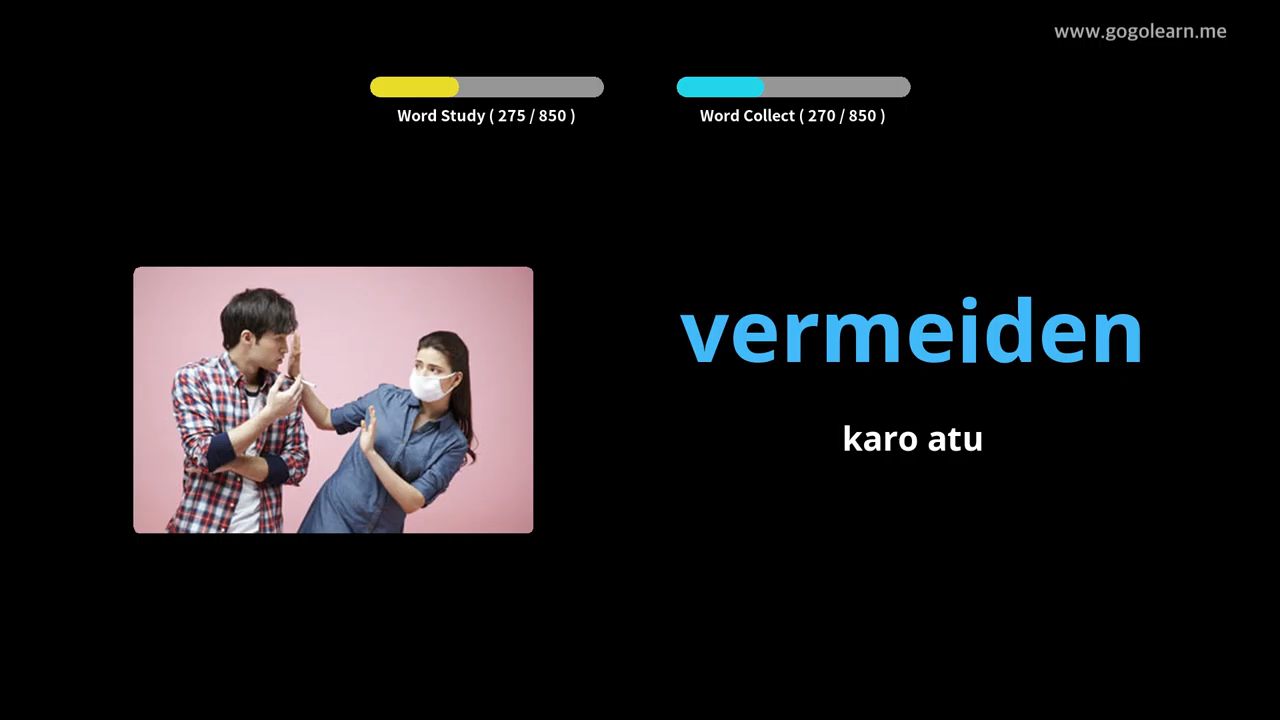 www.gogolearn.me
Word Study ( 275 / 850 )
Word Collect ( 270 / 850 )
vermeiden
karo atu